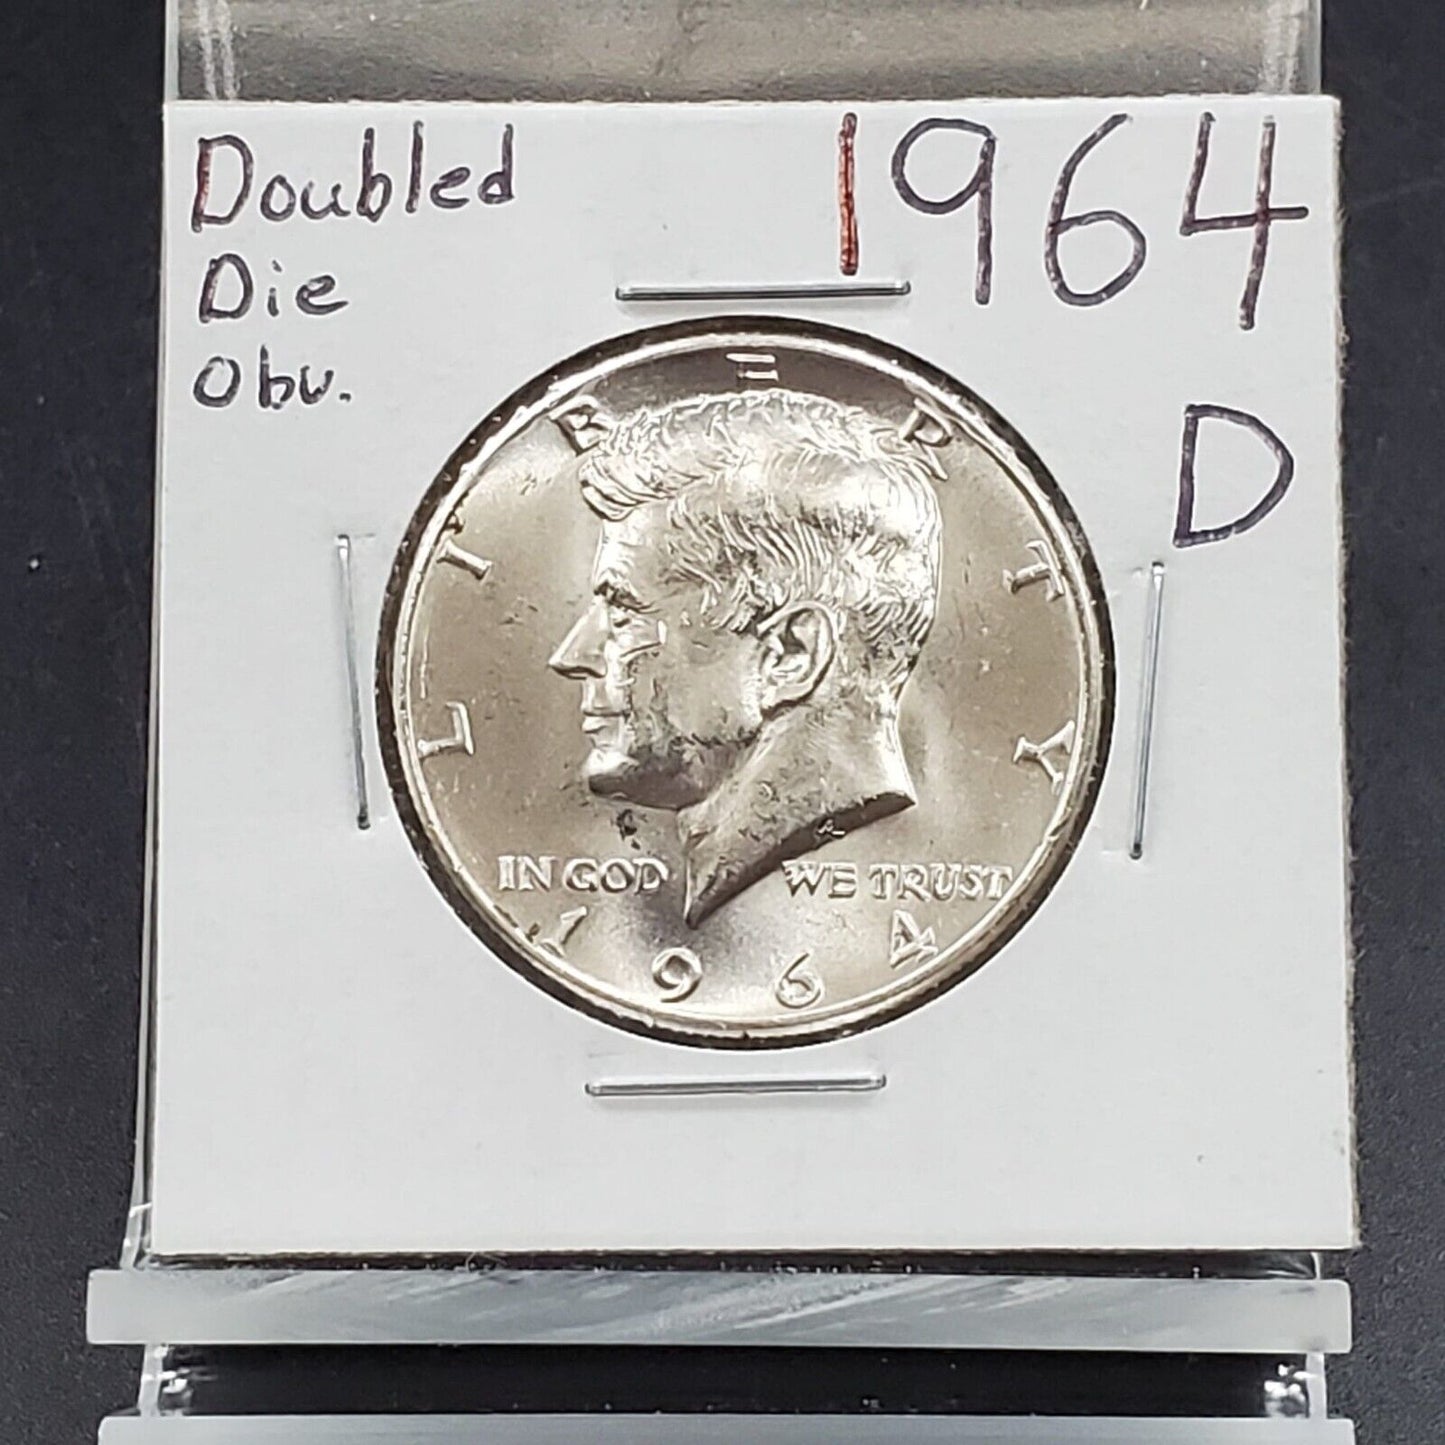 Doubled
Die
Obv.
1964
D
LIBERTY
IN GOD WE TRUST
1964